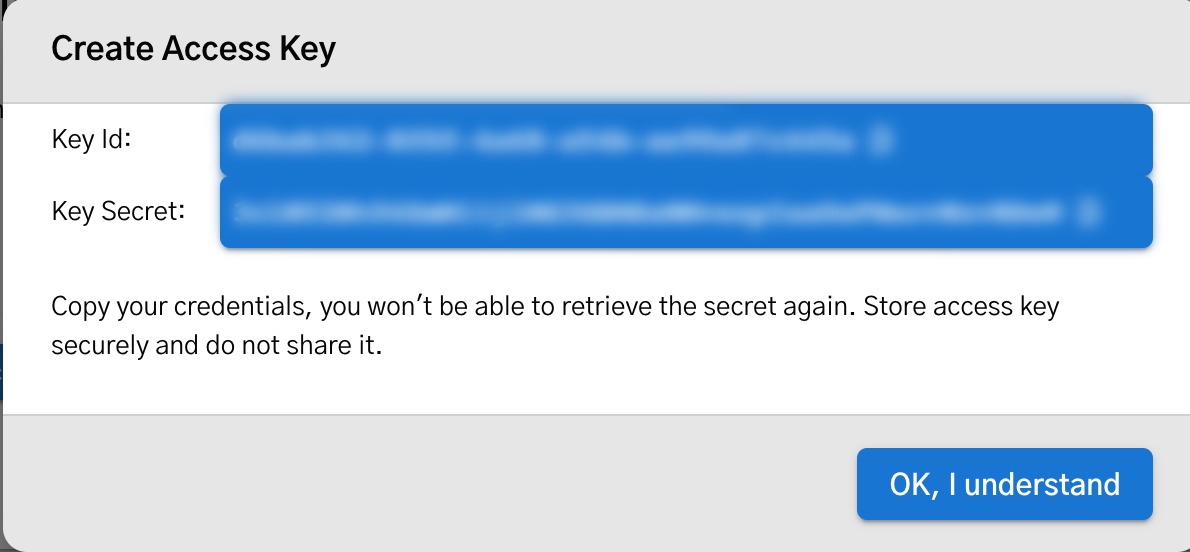 Create Access Key
Key Id:
Key Secret:
Copy your credentials, you won't be able to retrieve the secret again. Store access key
securely and do not share it.
OK, I understand